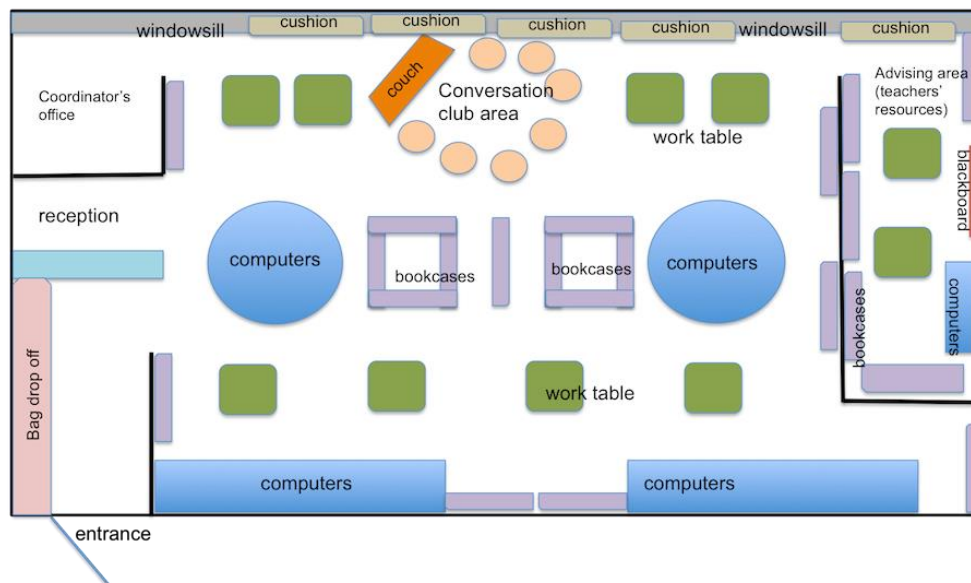 cushion
cushion
cushion
cushion
cushion
windowsill
windowsill
Coordinator's
office
couch
Conversation
club area
work table
Advising area
(teachers'
resources)
blackboard
reception
computers
bookcases
bookcases
computers
bookcases
computers
Bag drop off
work table
computers
computers
entrance